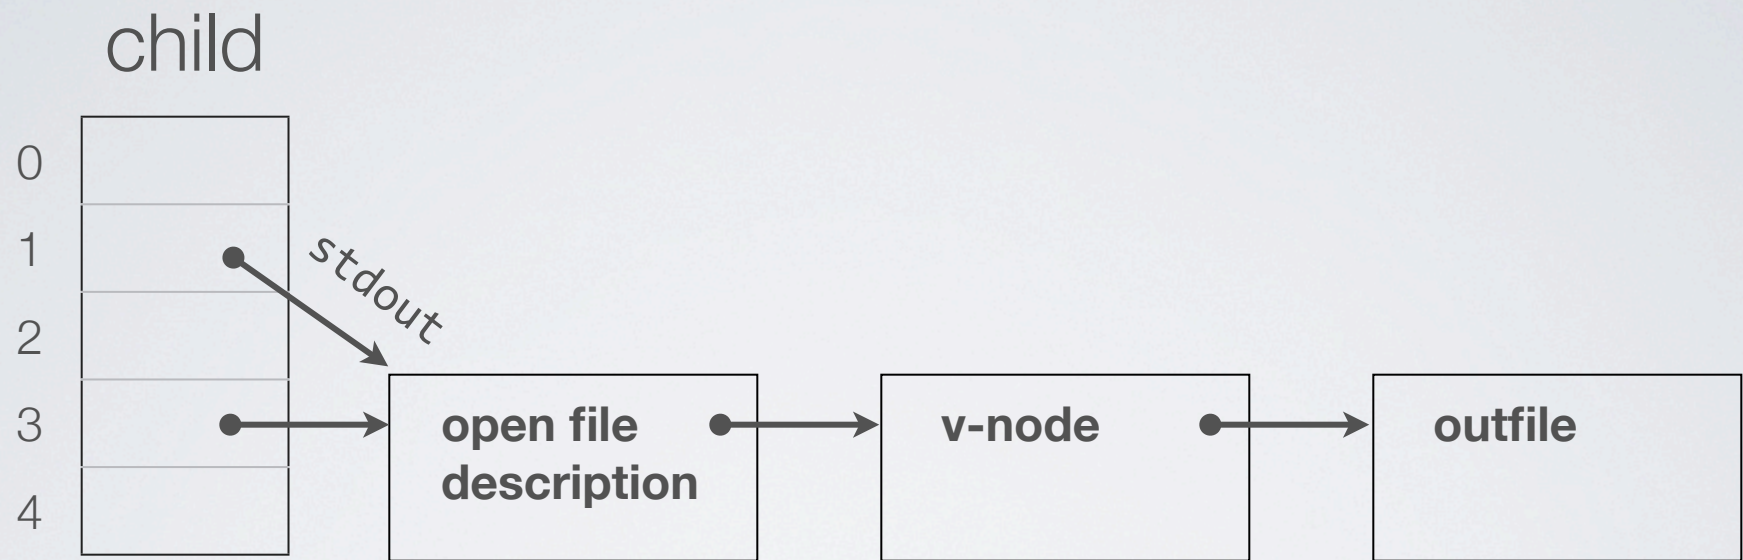 child
0
1
stdout
2
3
open file
description
v-node
outfile
4